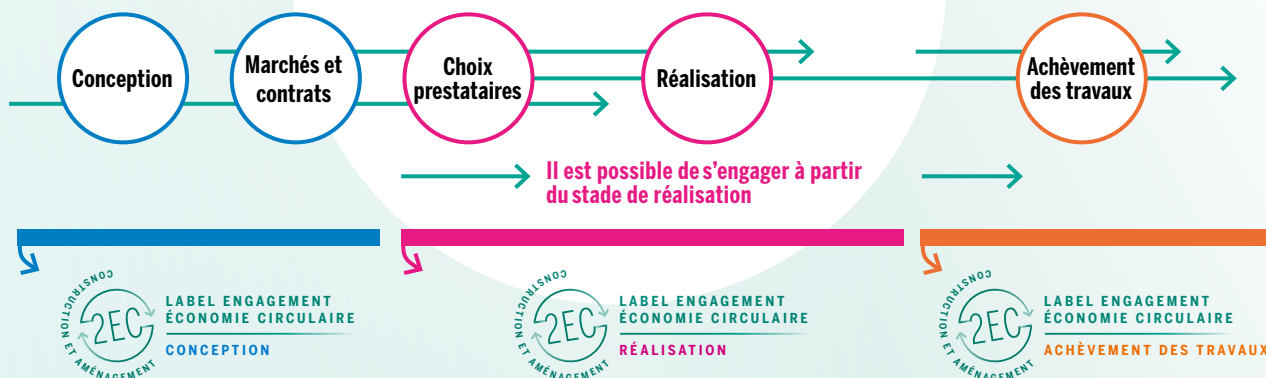 Conception
Marchés et
contrats
Choix
prestataires
Réalisation
Achèvement
des travaux
Il est possible de s'engager à partir
du stade de réalisation
CONSTRUCTION ET AMÉNAGEMENT
2EC
LABEL ENGAGEMENT
ÉCONOMIE CIRCULAIRE
CONCEPTION
CONSTRUCTION ET AMÉNAGEMENT
2EC
LABEL ENGAGEMENT
ÉCONOMIE CIRCULAIRE
RÉALISATION
CONSTRUCTION ET AMÉNAGEMENT
2EC
LABEL ENGAGEMENT
ÉCONOMIE CIRCULAIRE
ACHÈVEMENT DES TRAVAUX